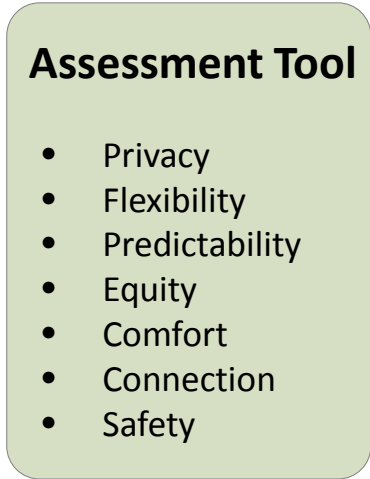 Assessment Tool
• Privacy
• Flexibility
• Predictability
• Equity
• Comfort
• Connection
• Safety